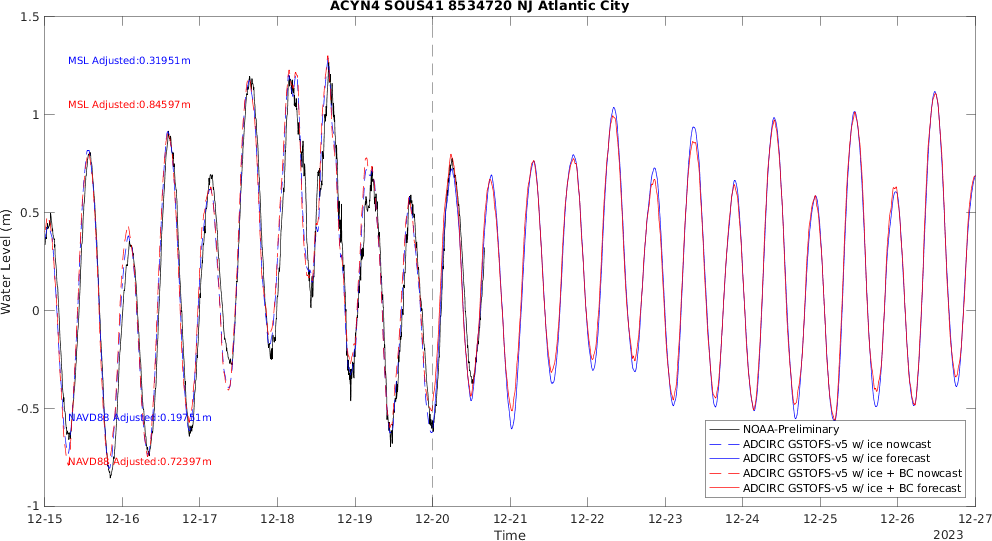 ACYN4 SOUS41 8534720 NJ Atlantic City
1.5
1
0.5
0
-0.5
-1
Water Level (m)
MSL Adjusted:0.31951m
MSL Adjusted:0.84597m
NAVD88 Adjusted:0.19751m
NAVD88 Adjusted:0.72397m
NOAA-Preliminary
ADCIRC GSTOFS-v5 w/ ice nowcast
ADCIRC GSTOFS-v5 w/ ice forecast
ADCIRC GSTOFS-v5 w/ ice + BC nowcast
ADCIRC GSTOFS-v5 w/ ice + BC forecast
12-15 12-16 12-17 12-18 12-19 12-20 12-21 12-22 12-23 12-24 12-25 12-26 12-27
Time
2023